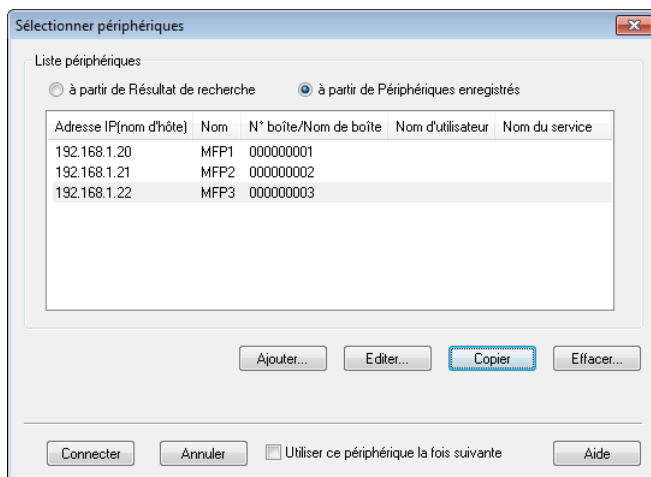 Sélectionner périphériques
Liste périphériques
à partir de Résultat de recherche à partir de Périphériques enregistrés
Adresse IP(nom d'hôte) Nom N° boîte/Nom de boîte Nom d'utilisateur Nom du service
192.168.1.20 MFP1 000000001
192.168.1.21 MFP2 000000002
192.168.1.22 MFP3 000000003
Ajouter... Editer... Copier Effacer...
Connecter Annuler Utiliser ce périphérique la fois suivante Aide